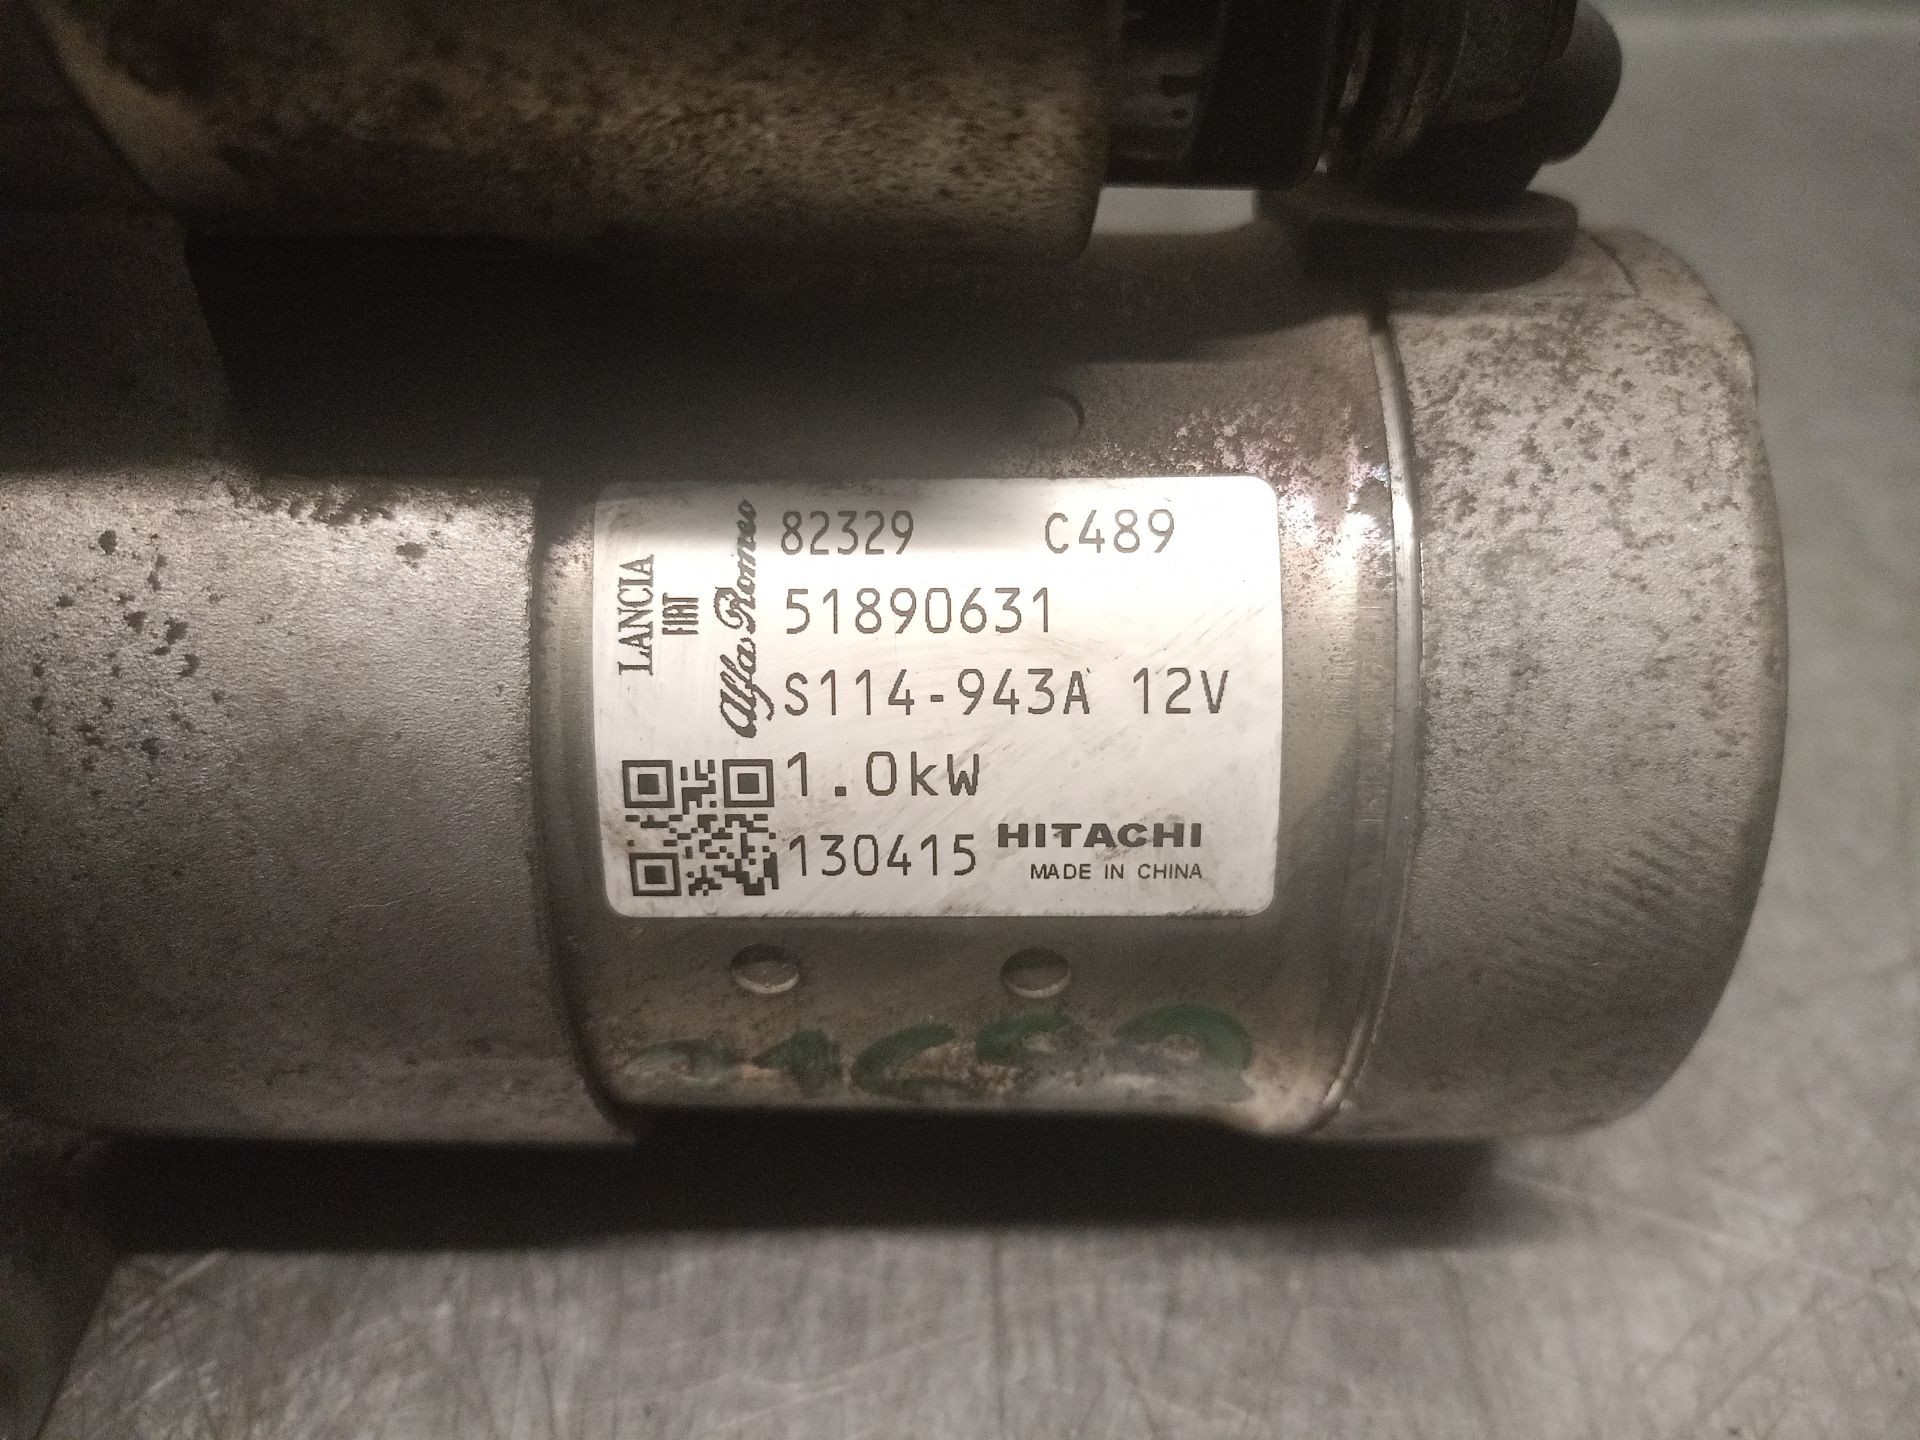 LANCIA
FIAT
Alfa Romeo
82329 C489
51890631
S114-943A 12V
1.0kW
130415 HITACHI
MADE IN CHINA